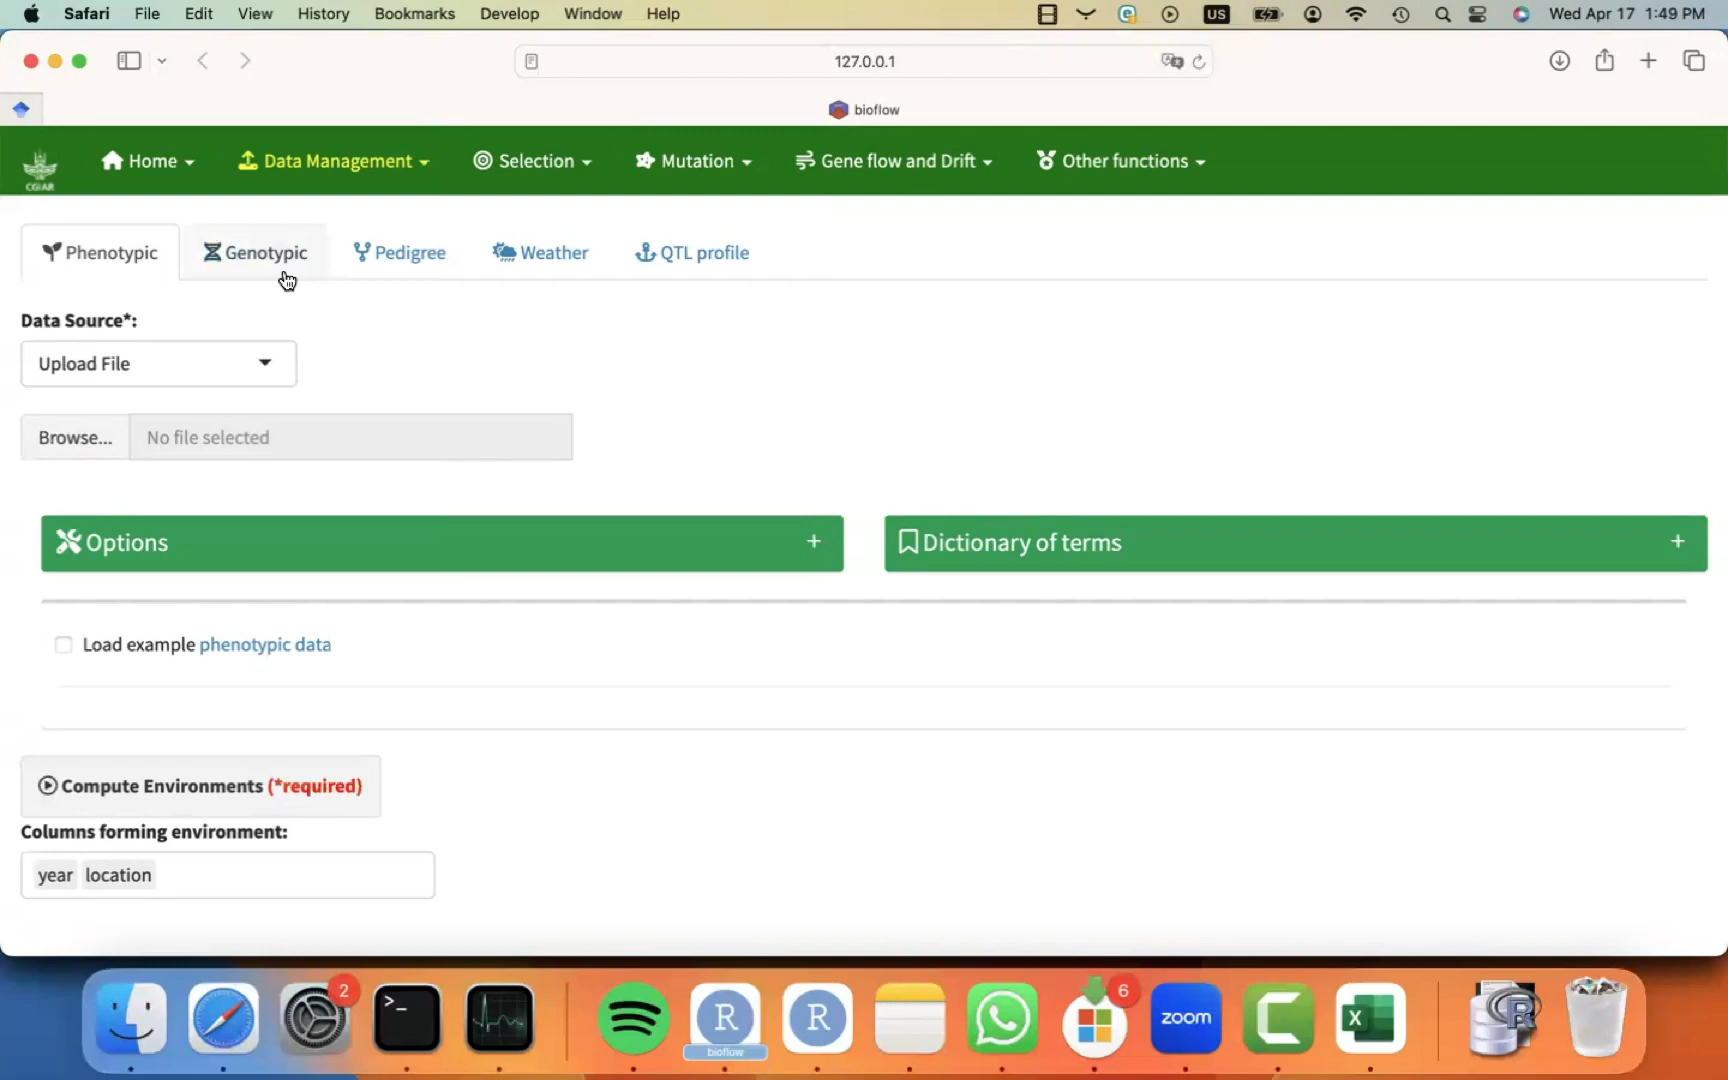 Safari File Edit View History Bookmarks Develop Window Help US Wed Apr 17 1:49 PM
127.0.0.1
bioflow
CGIAR Home Data Management Selection Mutation Gene flow and Drift Other functions
Phenotypic Genotypic Pedigree Weather QTL profile
Data Source*:
Upload File
Browse... No file selected
Options + Dictionary of terms +
Load example phenotypic data
Compute Environments (*required)
Columns forming environment:
year location
2 >_ R bioflow R 6 zoom C X R